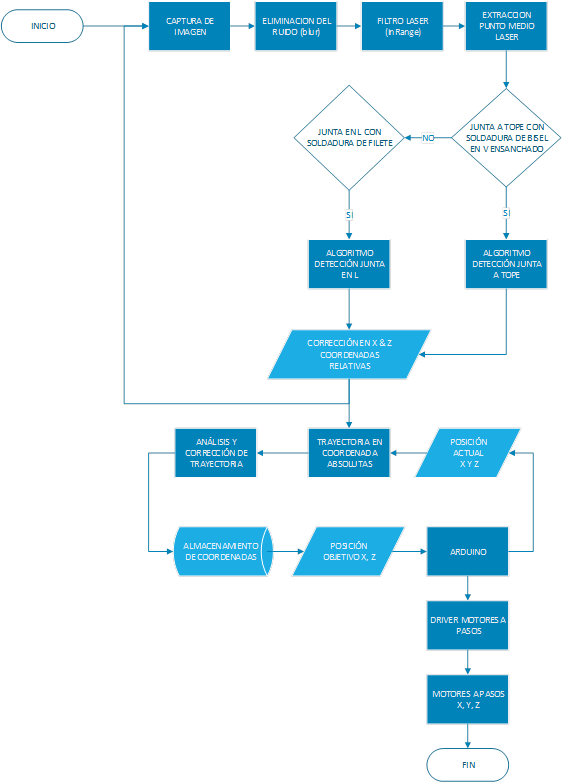 INICIO
CAPTURA DE
IMAGEN
ELIMINACION DEL
RUIDO (blur)
FILTRO LASER
(inRange)
EXTRACCION
PUNTO MEDIO
LASER
JUNTA EN L CON
SOLDADURA DE FILETE
NO
JUNTA A TOPE CON
SOLDADURA DE BISEL
EN V ENSANCHADO
SI
SI
ALGORITMO
DETECCIÓN JUNTA
EN L
ALGORITMO
DETECCIÓN JUNTA
A TOPE
CORRECCIÓN EN X & Z
COORDENADAS
RELATIVAS
ANÁLISIS Y
CORRECCIÓN DE
TRAYECTORIA
TRAYECTORIA EN
COORDENADA
ABSOLUTAS
POSICIÓN
ACTUAL
X Y Z
ALMACENAMIENTO
DE COORDENADAS
POSICIÓN
OBJETIVO X, Z
ARDUINO
DRIVER MOTORES A
PASOS
MOTORES A PASOS
X, Y, Z
FIN